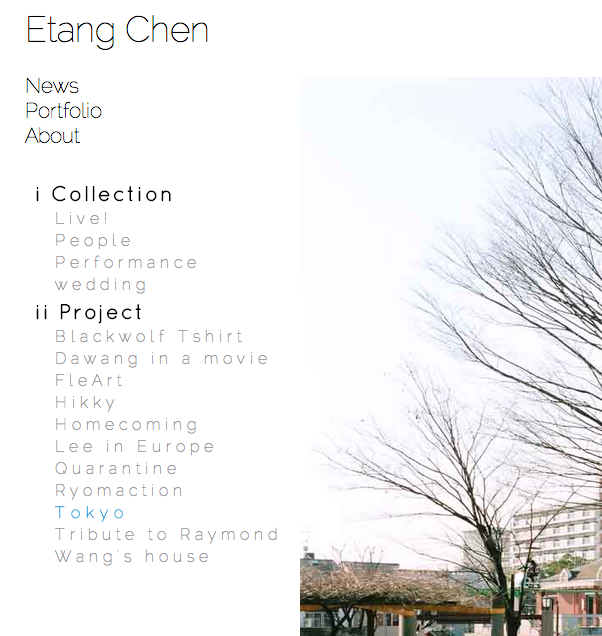 Etang Chen
News
Portfolio
About
i Collection
Live!
People
Performance
wedding
ii Project
Blackwolf Tshirt
Dawang in a movie
FleArt
Hikky
Homecoming
Lee in Europe
Quarantine
Ryomaction
Tokyo
Tribute to Raymond
Wang's house